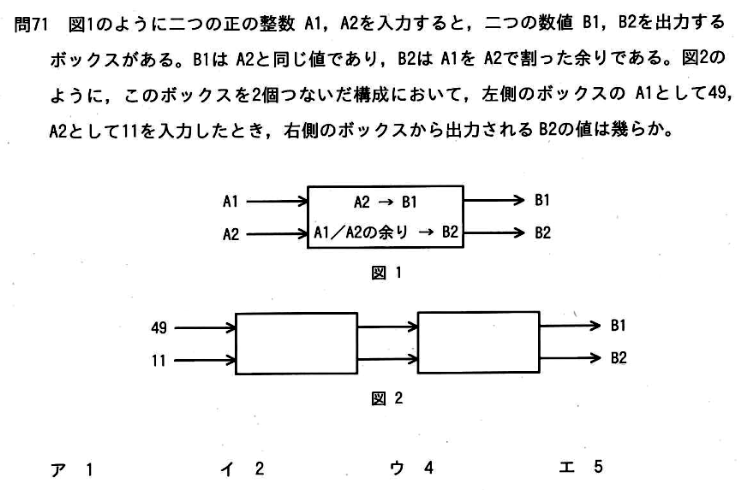 問71 図1のように二つの正の整数 A1，A2を入力すると，二つの数値 B1，B2を出力する
ボックスがある。B1は A2と同じ値であり，B2は A1を A2で割った余りである。図2の
ように，このボックスを2個つないだ構成において，左側のボックスの A1として49，
A2として11を入力したとき，右側のボックスから出力される B2の値は幾らか。
A1 A2 → B1 B1
A2 A1／A2の余り → B2 B2
図 1
49 B1
11 B2
図 2
ア 1 イ 2 ウ 4 エ 5